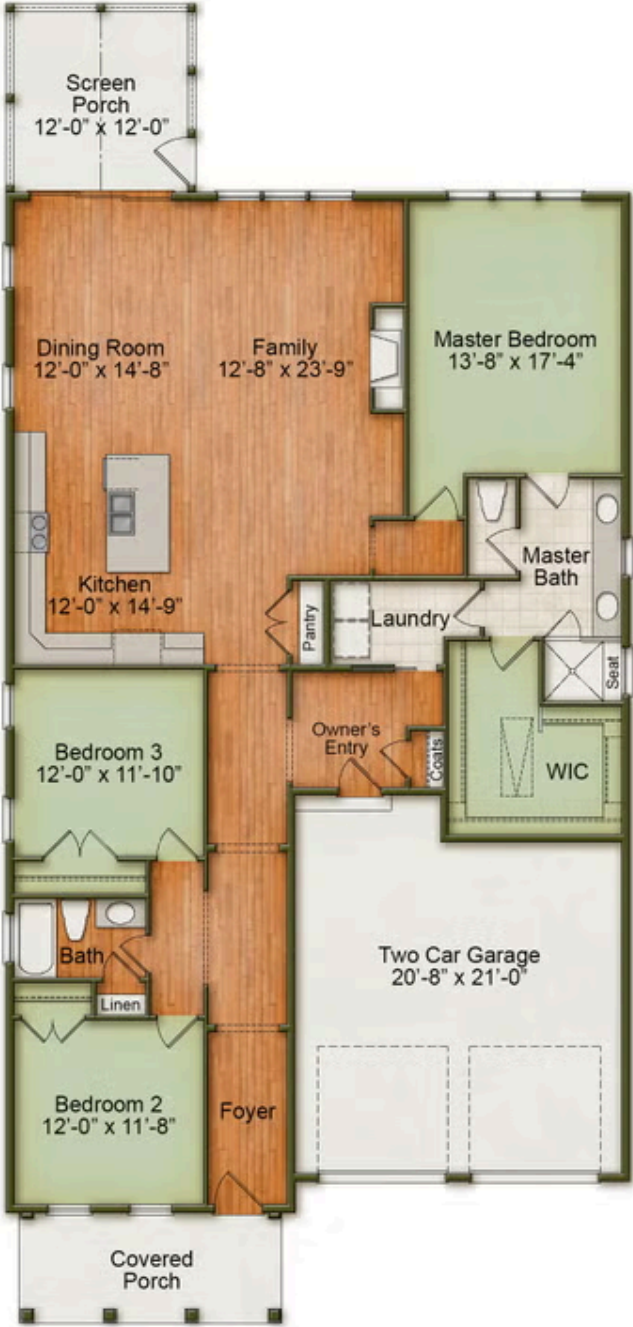 Screen
Porch
12'-0" x 12'-0"
Dining Room
12'-0" x 14'-8"
Family
12'-8" x 23'-9"
Master Bedroom
13'-8" x 17'-4"
Kitchen
12'-0" x 14'-9"
Master
Bath
Pantry
Laundry
Seat
Owner's
Entry
Coats
WIC
Bedroom 3
12'-0" x 11'-10"
Bath
Linen
Two Car Garage
20'-8" x 21'-0"
Bedroom 2
12'-0" x 11'-8"
Foyer
Covered
Porch